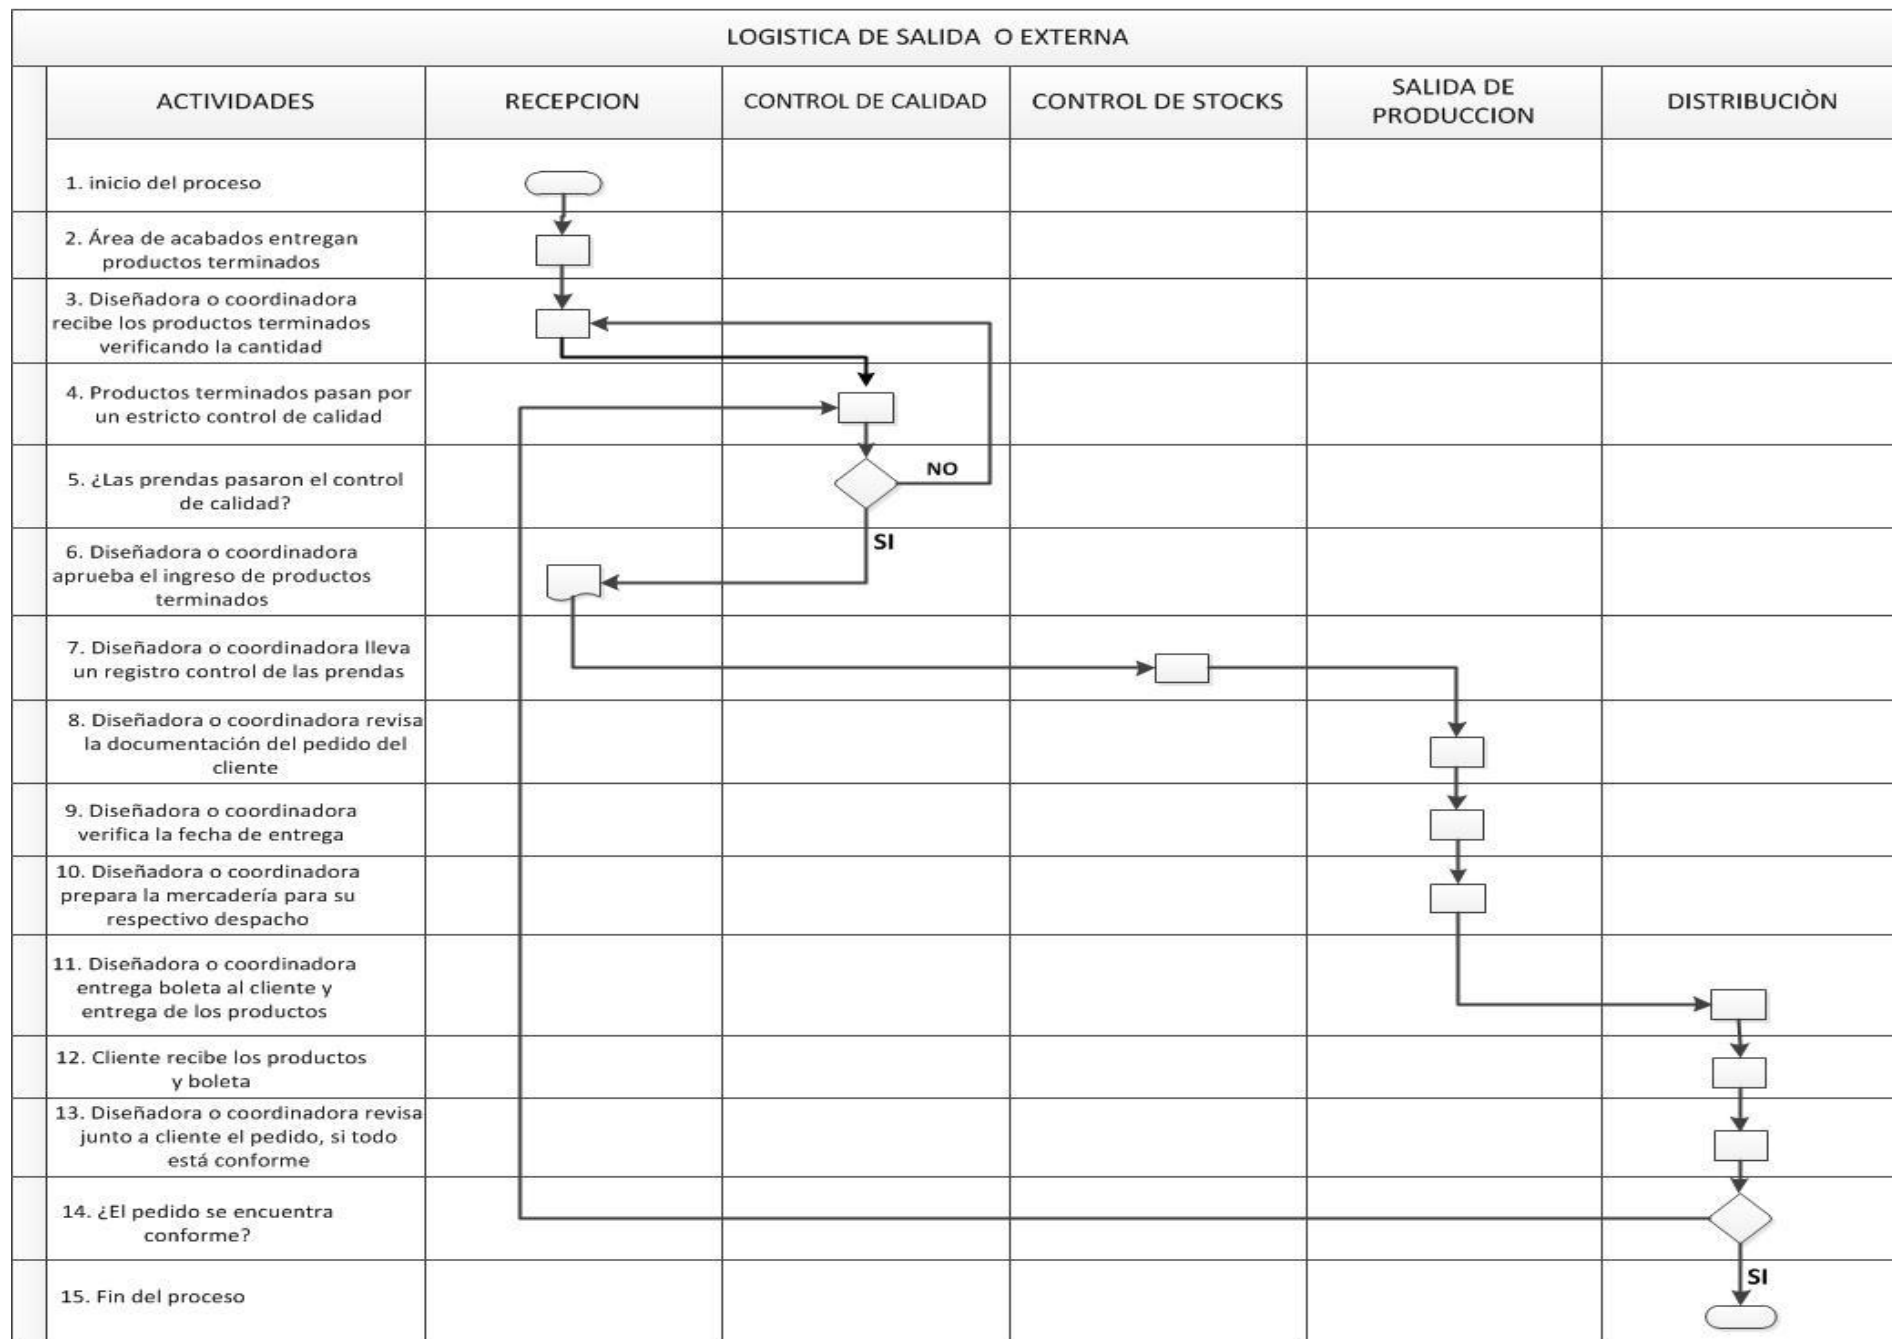 LOGISTICA DE SALIDA O EXTERNA
ACTIVIDADES
RECEPCION
CONTROL DE CALIDAD
CONTROL DE STOCKS
SALIDA DE
PRODUCCION
DISTRIBUCIÒN
1. inicio del proceso
2. Área de acabados entregan
productos terminados
3. Diseñadora o coordinadora
recibe los productos terminados
verificando la cantidad
4. Productos terminados pasan por
un estricto control de calidad
5. ¿Las prendas pasaron el control
de calidad?
NO
SI
6. Diseñadora o coordinadora
aprueba el ingreso de productos
terminados
7. Diseñadora o coordinadora lleva
un registro control de las prendas
8. Diseñadora o coordinadora revisa
la documentación del pedido del
cliente
9. Diseñadora o coordinadora
verifica la fecha de entrega
10. Diseñadora o coordinadora
prepara la mercadería para su
respectivo despacho
11. Diseñadora o coordinadora
entrega boleta al cliente y
entrega de los productos
12. Cliente recibe los productos
y boleta
13. Diseñadora o coordinadora revisa
junto a cliente el pedido, si todo
está conforme
14. ¿El pedido se encuentra
conforme?
SI
15. Fin del proceso